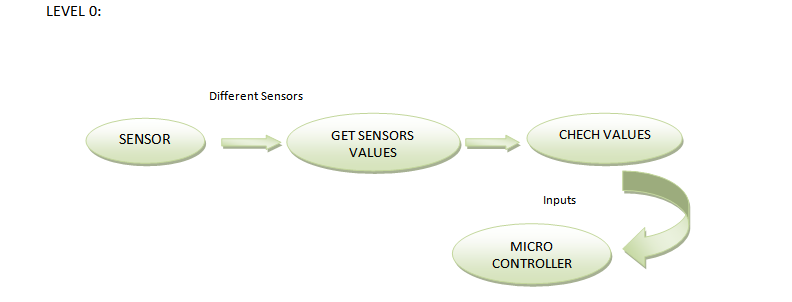 LEVEL 0:
Different Sensors
SENSOR
GET SENSORS
VALUES
CHECH VALUES
Inputs
MICRO
CONTROLLER